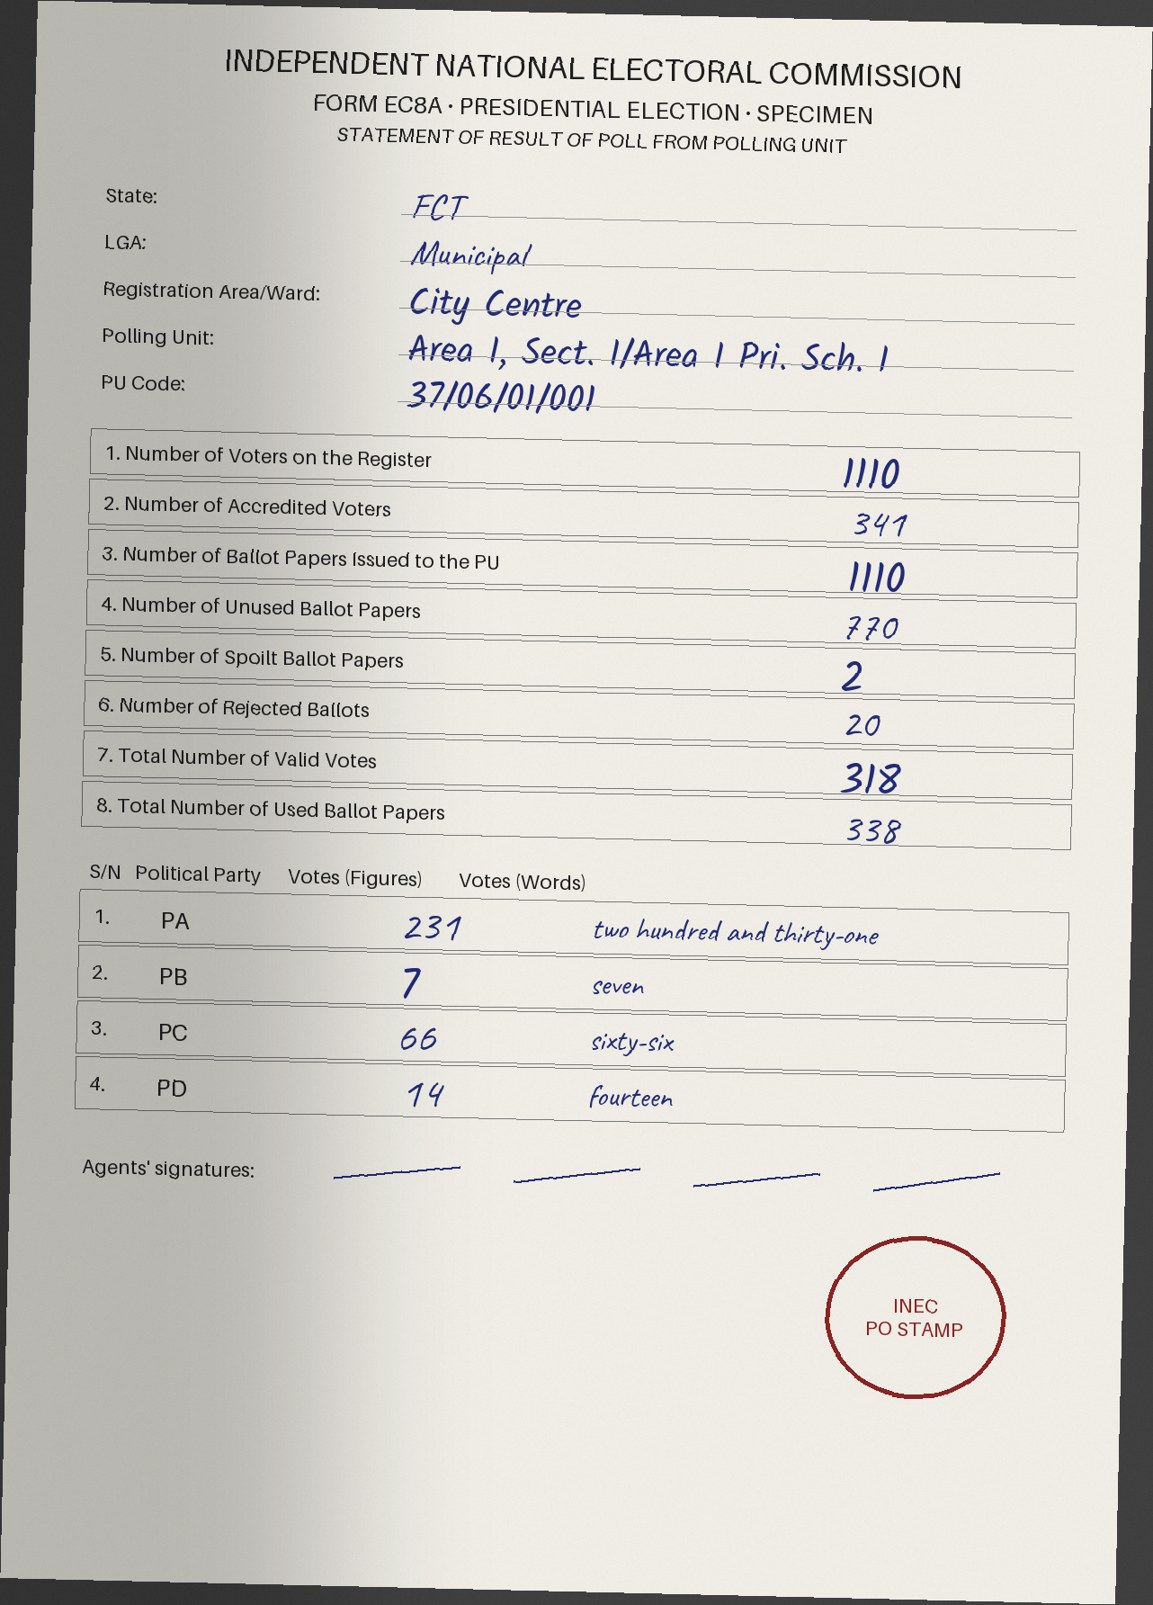 INDEPENDENT NATIONAL ELECTORAL COMMISSION
FORM EC8A · PRESIDENTIAL ELECTION · SPECIMEN
STATEMENT OF RESULT OF POLL FROM POLLING UNIT
State: FCT
LGA: Municipal
Registration Area/Ward: City Centre
Polling Unit: Area 1, Sect. 1/Area 1 Pri. Sch. 1
PU Code: 37/06/01/001
1. Number of Voters on the Register 1110
2. Number of Accredited Voters 341
3. Number of Ballot Papers Issued to the PU 1110
4. Number of Unused Ballot Papers 770
5. Number of Spoilt Ballot Papers 2
6. Number of Rejected Ballots 20
7. Total Number of Valid Votes 318
8. Total Number of Used Ballot Papers 338
S/N Political Party Votes (Figures) Votes (Words)
1. PA 231 two hundred and thirty-one
2. PB 7 seven
3. PC 66 sixty-six
4. PD 14 fourteen
Agents' signatures:
INEC
PO STAMP